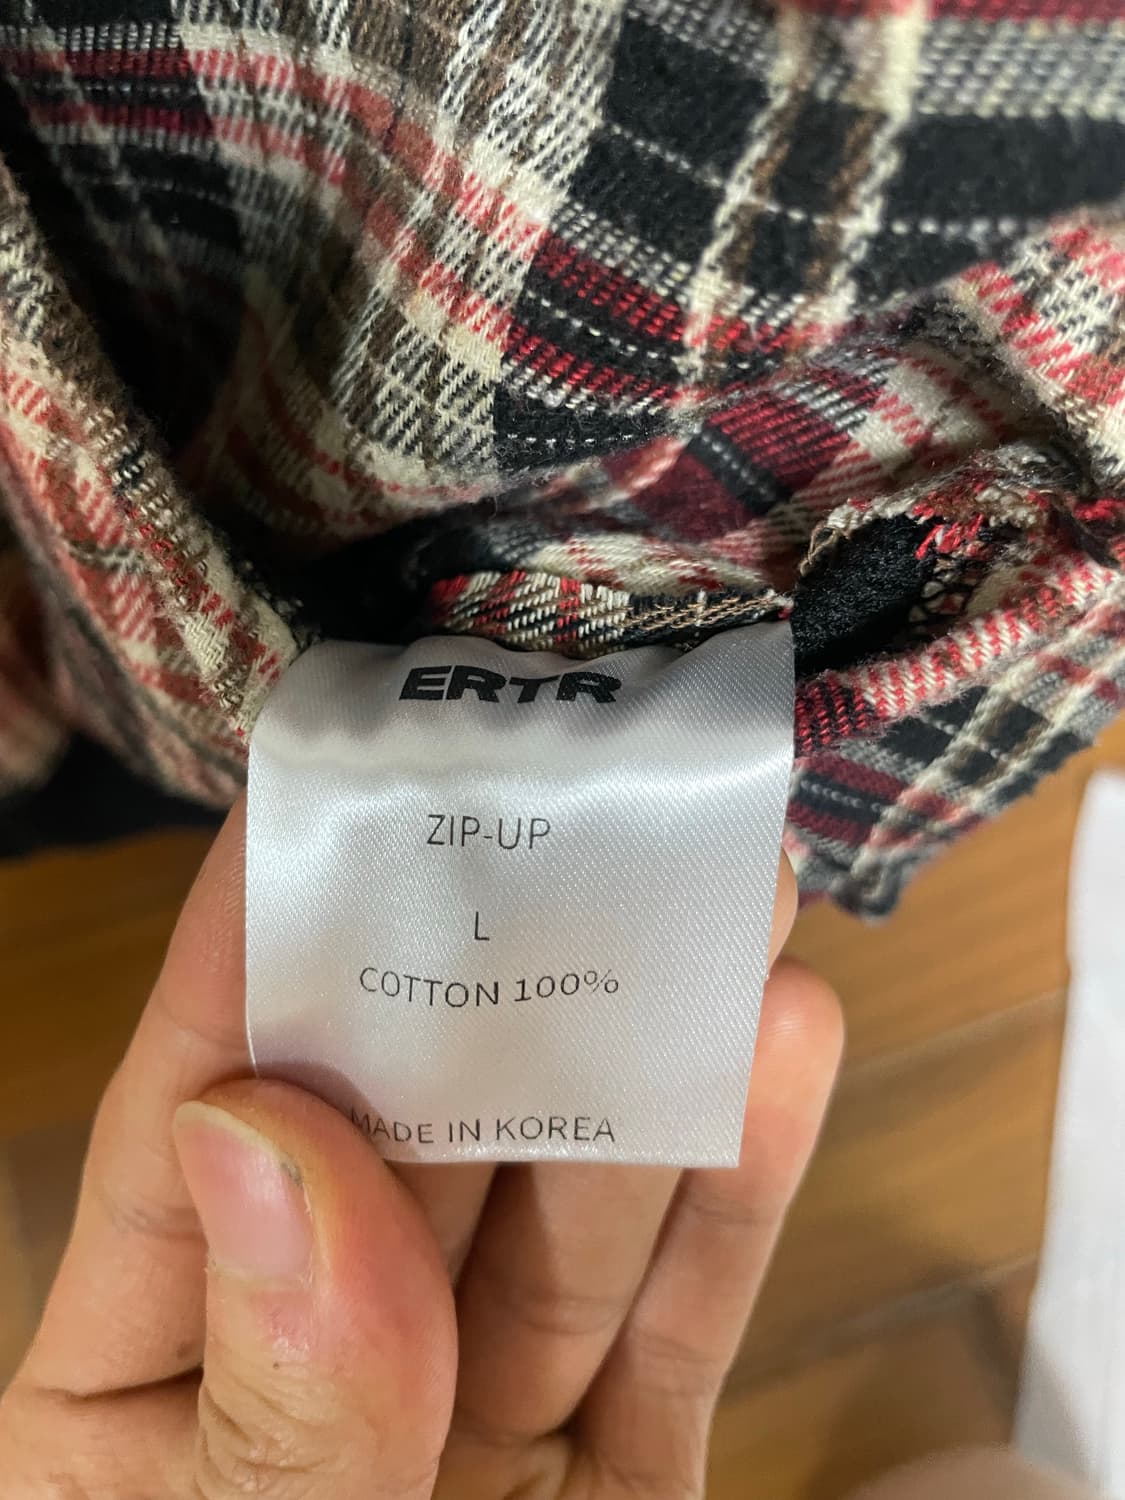 ERTR
ZIP-UP
L
COTTON 100%
MADE IN KOREA